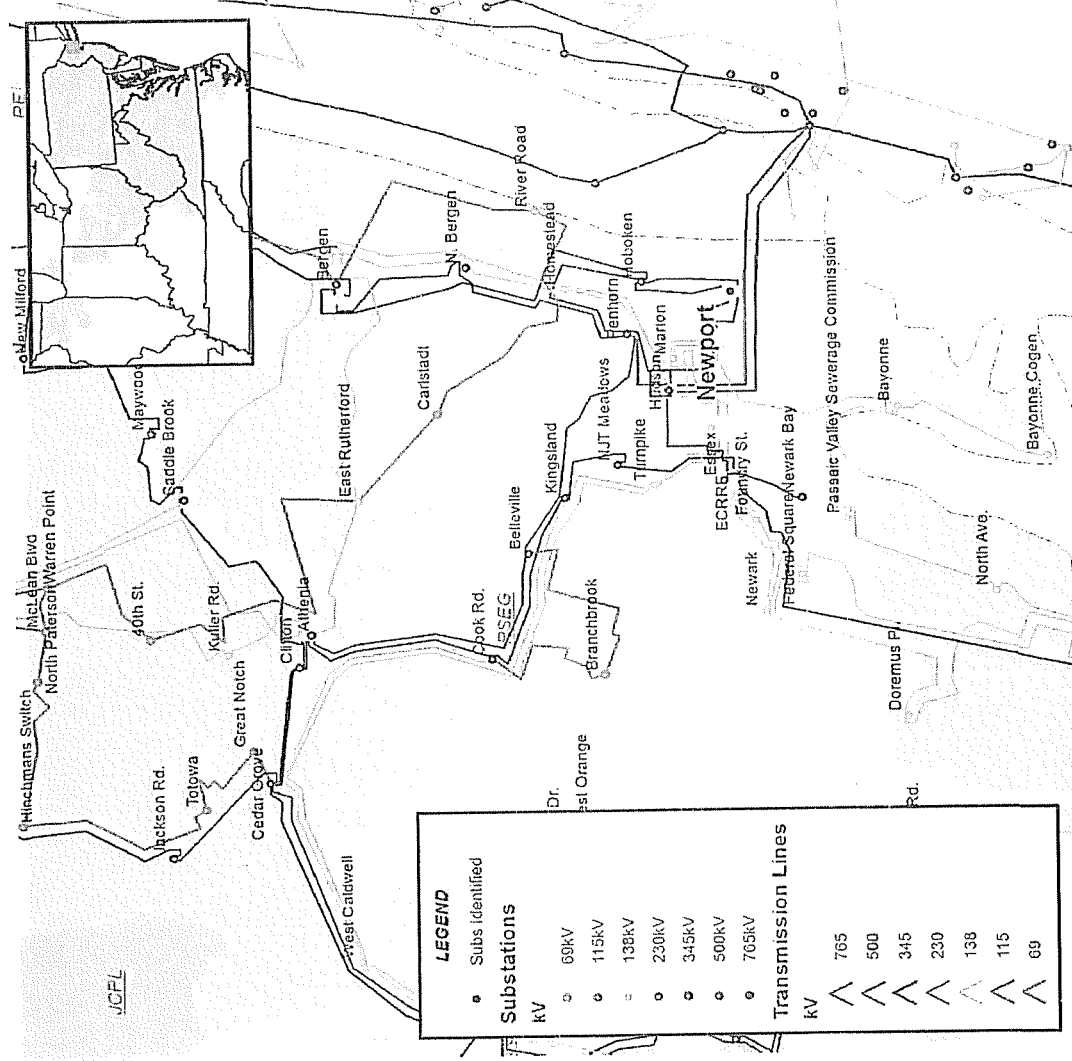 JCPL
Hinchmans Switch
McLean Blvd
North Paterson
Warren Point
New Milford
Jackson Rd.
Totowa
Great Notch
Cedar Grove
40th St.
Kuller Rd.
Clifton
Athenia
Saddle Brook
Maywood
West Caldwell
East Rutherford
Carlstadt
Bergen
N. Bergen
River Road
Homestead
Hoboken
Penhorn
Marion
Hudson
Newport
Cook Rd.
PSEG
Belleville
Kingsland
NJT Meadows
Turnpike
Branchbrook
Essex
ECRRF
Foundry St.
Newark
Federal Square
Newark Bay
Passaic Valley Sewerage Commission
Bayonne
Bayonne Cogen
North Ave.
Doremus Pl.
Dr.
est Orange
Rd.
LEGEND
Subs identified
Substations
kV
69kV
115kV
138kV
230kV
345kV
500kV
765kV
Transmission Lines
kV
765
500
345
230
138
115
69